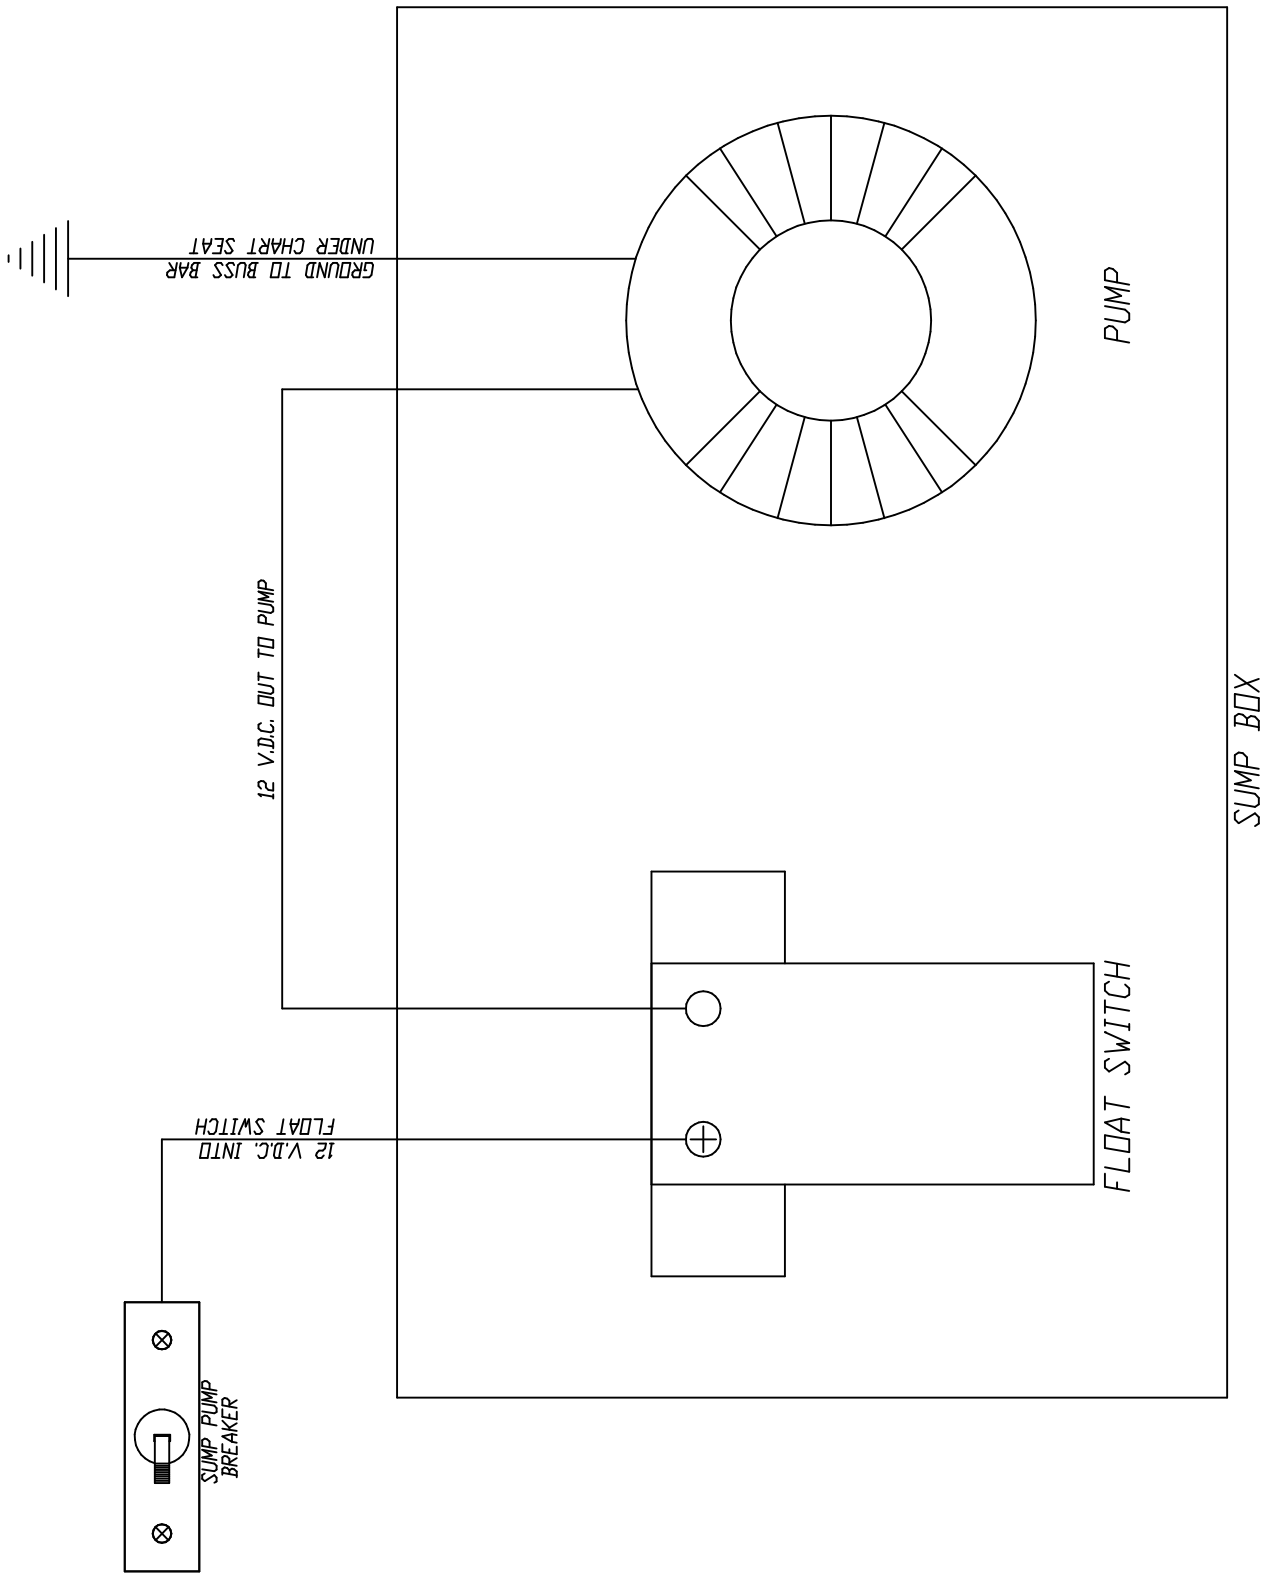 UNDER CHART SEAT
GROUND TO BUSS BAR
PUMP
12 V.D.C. OUT TO PUMP
SUMP BOX
FLOAT SWITCH
12 V.D.C. INTO
FLOAT SWITCH
SUMP PUMP
BREAKER